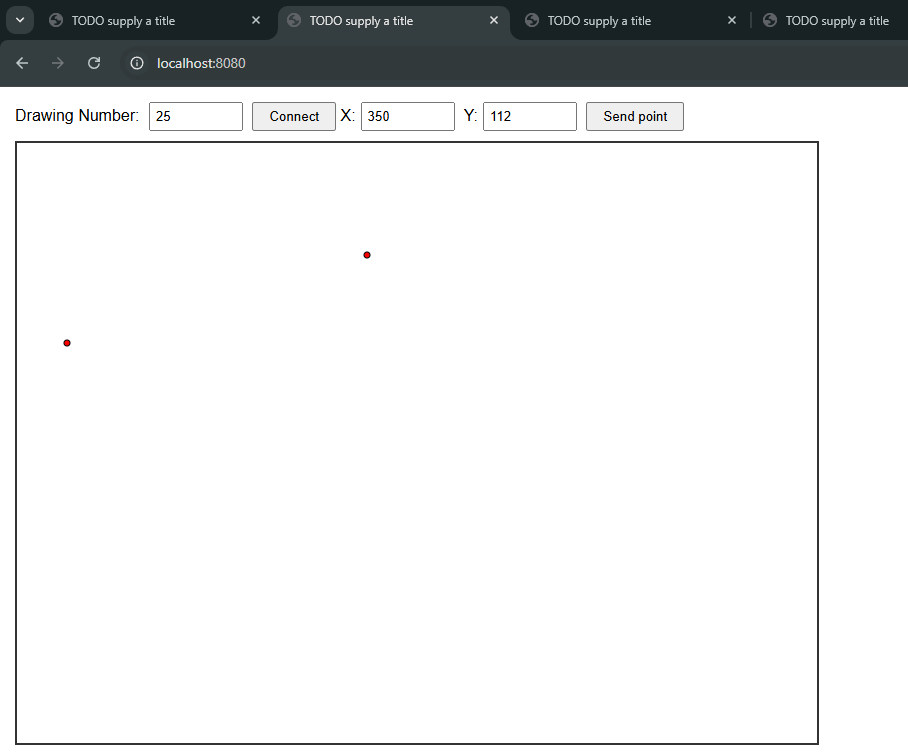 TODO supply a title TODO supply a title TODO supply a title TODO supply a title
localhost:8080
Drawing Number: 25 Connect X: 350 Y: 112 Send point